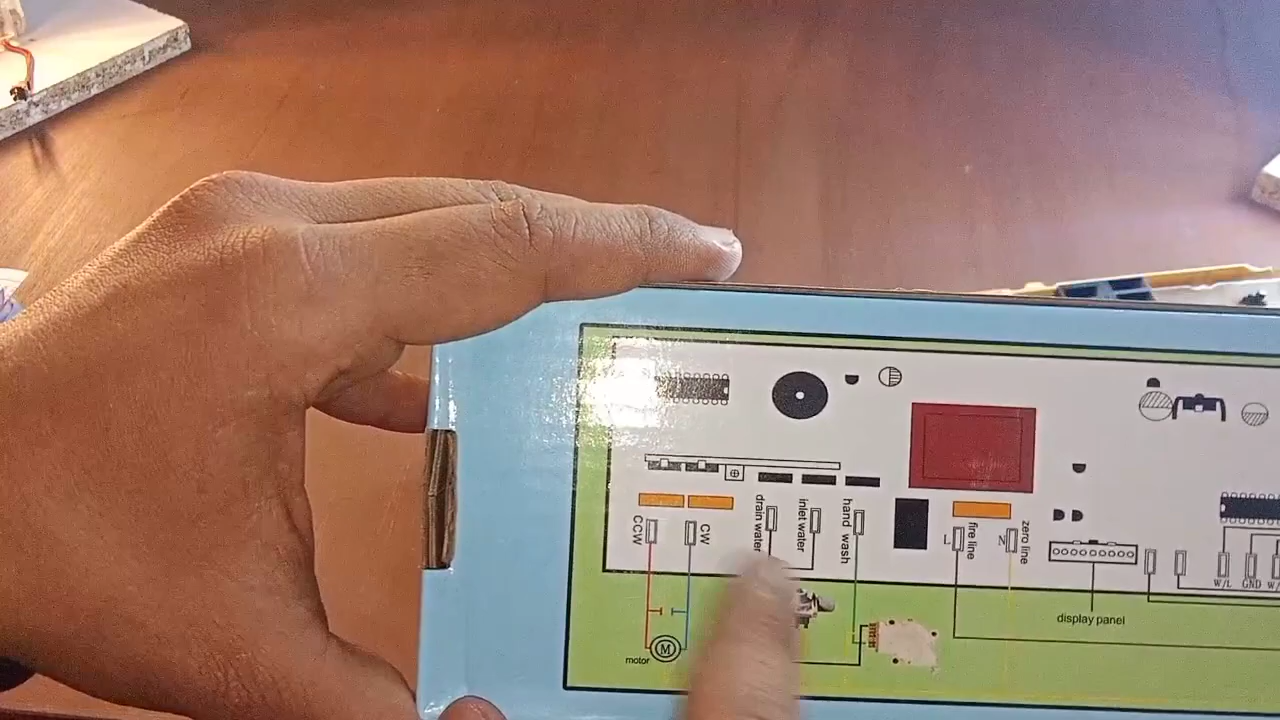 CCW
CW
drain water
inlet water
hand wash
L
fire line
N
zero line
W/L
GND
display panel
M
motor